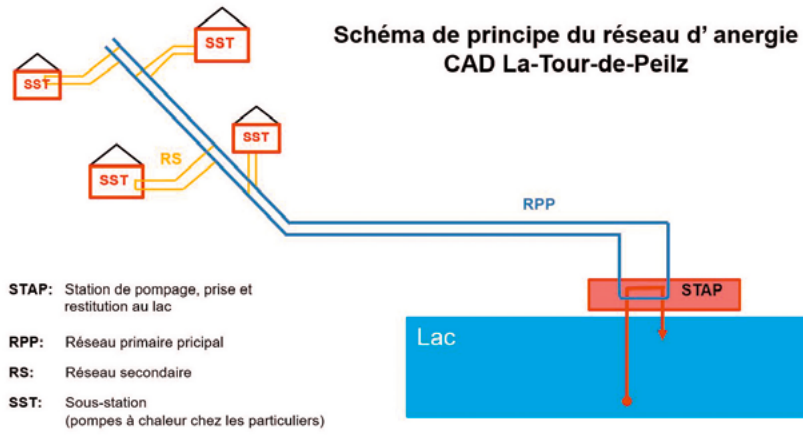 Schéma de principe du réseau d' anergie
CAD La-Tour-de-Peilz
SST
SST
SST
RS
SST
RPP
STAP
Lac
STAP: Station de pompage, prise et
restitution au lac
RPP: Réseau primaire pricipal
RS: Réseau secondaire
SST: Sous-station
(pompes à chaleur chez les particuliers)